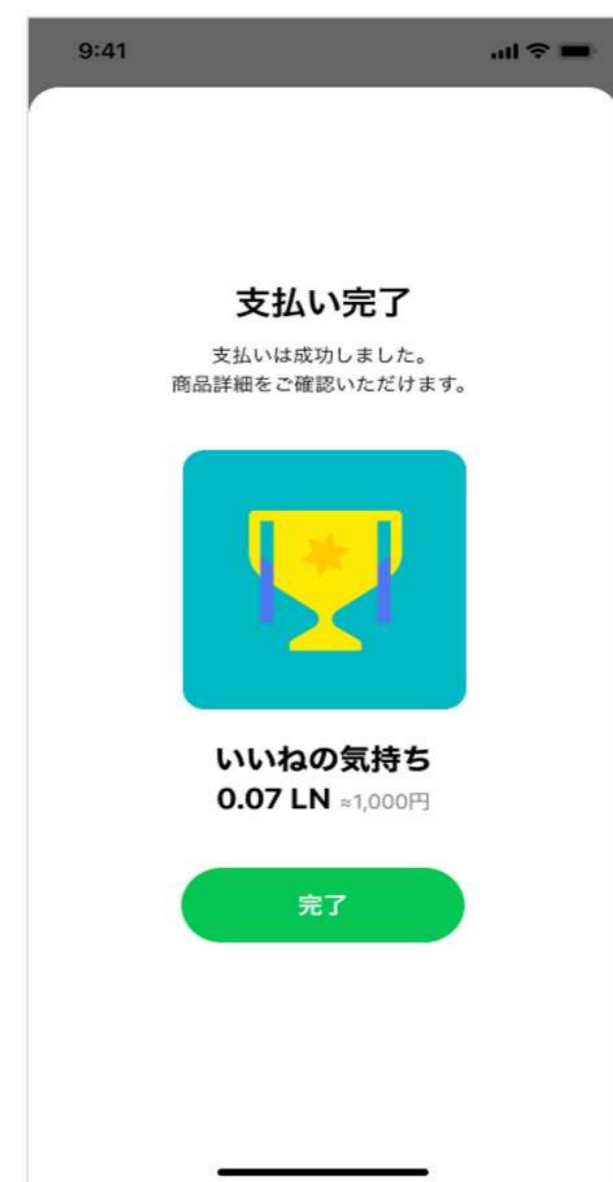 9:41
支払い完了
支払いは成功しました。
商品詳細をご確認いただけます。
いいねの気持ち
0.07 LN ≈1,000円
完了